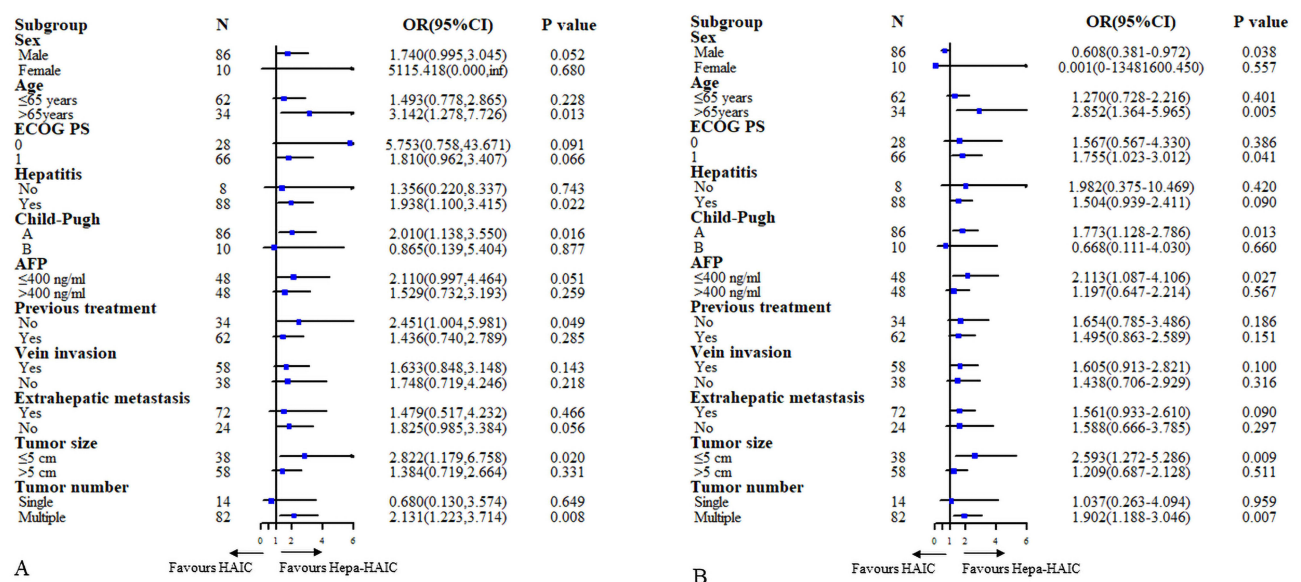 Subgroup N OR(95%CI) P value
Sex
Male 86 1.740(0.995,3.045) 0.052
Female 10 5115.418(0.000,inf) 0.680
Age
≤65 years 62 1.493(0.778,2.865) 0.228
>65years 34 3.142(1.278,7.726) 0.013
ECOG PS
0 28 5.753(0.758,43.671) 0.091
1 66 1.810(0.962,3.407) 0.066
Hepatitis
No 8 1.356(0.220,8.337) 0.743
Yes 88 1.938(1.100,3.415) 0.022
Child-Pugh
A 86 2.010(1.138,3.550) 0.016
B 10 0.865(0.139,5.404) 0.877
AFP
≤400 ng/ml 48 2.110(0.997,4.464) 0.051
>400 ng/ml 48 1.529(0.732,3.193) 0.259
Previous treatment
No 34 2.451(1.004,5.981) 0.049
Yes 62 1.436(0.740,2.789) 0.285
Vein invasion
Yes 58 1.633(0.848,3.148) 0.143
No 38 1.748(0.719,4.246) 0.218
Extrahepatic metastasis
Yes 72 1.479(0.517,4.232) 0.466
No 24 1.825(0.985,3.384) 0.056
Tumor size
≤5 cm 38 2.822(1.179,6.758) 0.020
>5 cm 58 1.384(0.719,2.664) 0.331
Tumor number
Single 14 0.680(0.130,3.574) 0.649
Multiple 82 2.131(1.223,3.714) 0.008
0 1 2 4 6
Favours HAIC Favours Hepa-HAIC
A
Subgroup N OR(95%CI) P value
Sex
Male 86 0.608(0.381-0.972) 0.038
Female 10 0.001(0-13481600.450) 0.557
Age
≤65 years 62 1.270(0.728-2.216) 0.401
>65years 34 2.852(1.364-5.965) 0.005
ECOG PS
0 28 1.567(0.567-4.330) 0.386
1 66 1.755(1.023-3.012) 0.041
Hepatitis
No 8 1.982(0.375-10.469) 0.420
Yes 88 1.504(0.939-2.411) 0.090
Child-Pugh
A 86 1.773(1.128-2.786) 0.013
B 10 0.668(0.111-4.030) 0.660
AFP
≤400 ng/ml 48 2.113(1.087-4.106) 0.027
>400 ng/ml 48 1.197(0.647-2.214) 0.567
Previous treatment
No 34 1.654(0.785-3.486) 0.186
Yes 62 1.495(0.863-2.589) 0.151
Vein invasion
Yes 58 1.605(0.913-2.821) 0.100
No 38 1.438(0.706-2.929) 0.316
Extrahepatic metastasis
Yes 72 1.561(0.933-2.610) 0.090
No 24 1.588(0.666-3.785) 0.297
Tumor size
≤5 cm 38 2.593(1.272-5.286) 0.009
>5 cm 58 1.209(0.687-2.128) 0.511
Tumor number
Single 14 1.037(0.263-4.094) 0.959
Multiple 82 1.902(1.188-3.046) 0.007
0 1 2 4 6
Favours HAIC Favours Hepa-HAIC
B